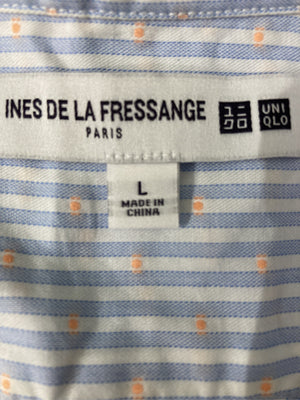 INES DE LA FRESSANGE
PARIS
ユニ
クロ
UNI
QLO
L
MADE IN
CHINA